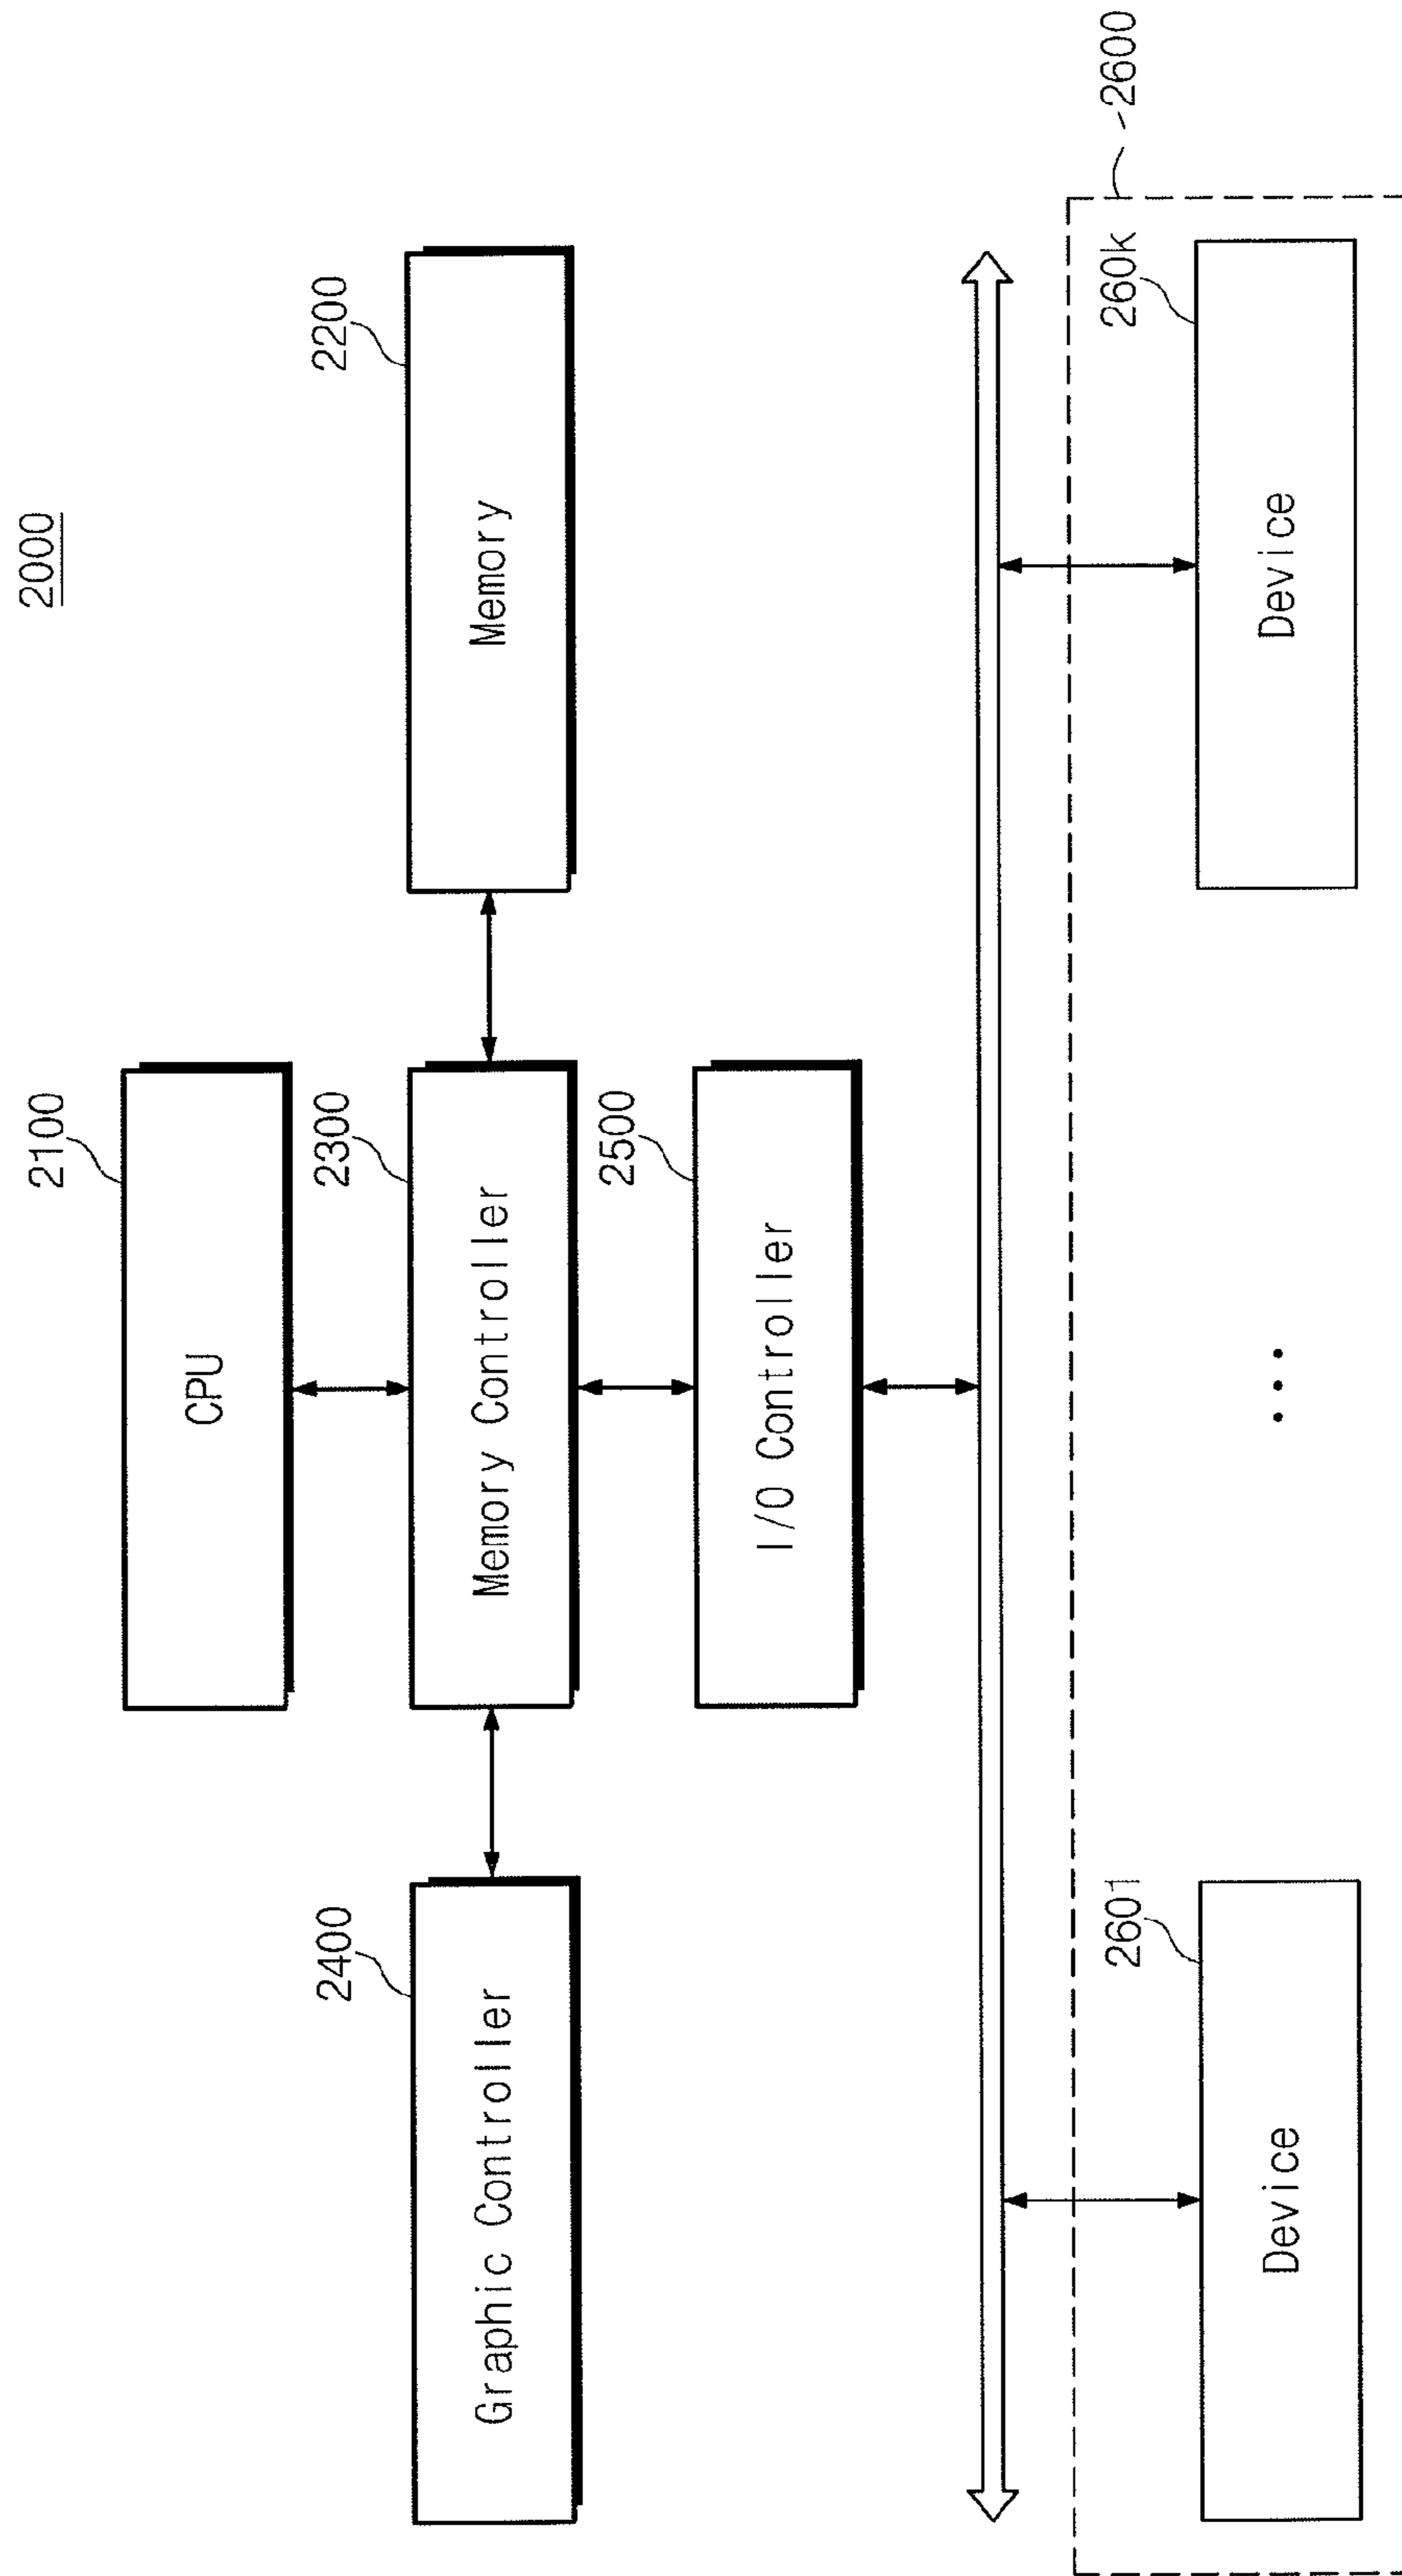 2000
2100
CPU
2400
Graphic Controller
2300
Memory Controller
2200
Memory
2500
I/O Controller
2600
2601
Device
...
260k
Device